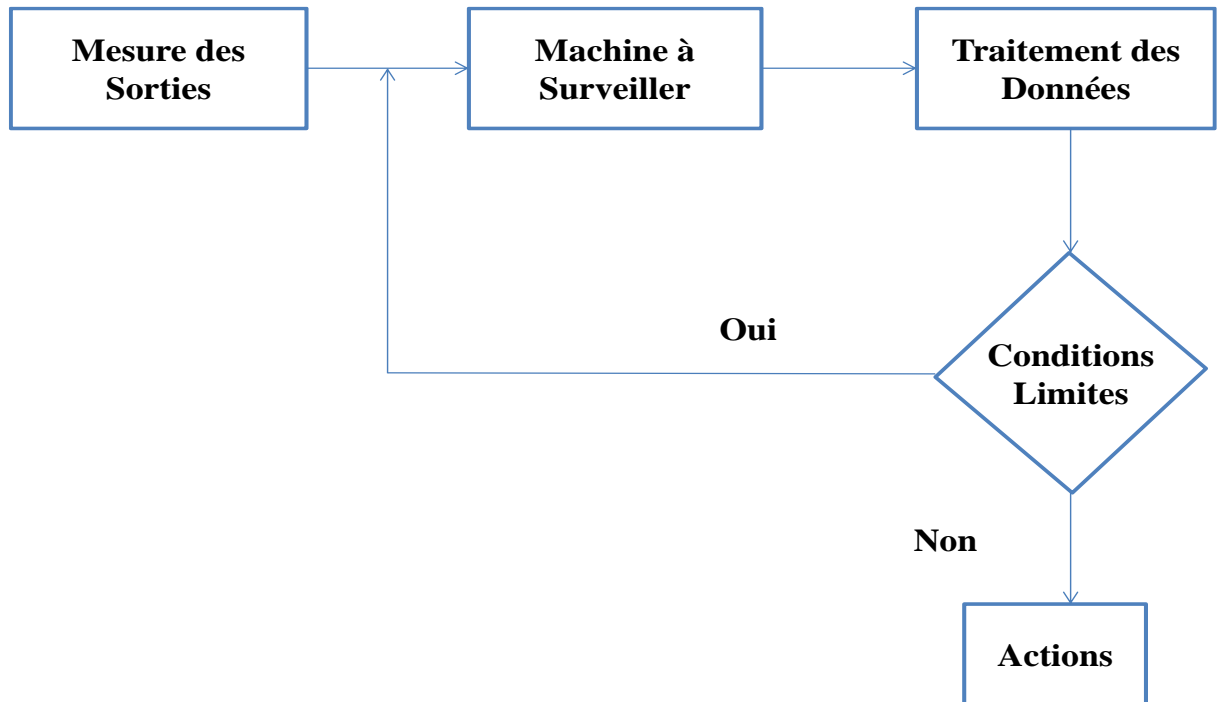 Mesure des
Sorties
Machine à
Surveiller
Traitement des
Données
Oui
Conditions
Limites
Non
Actions